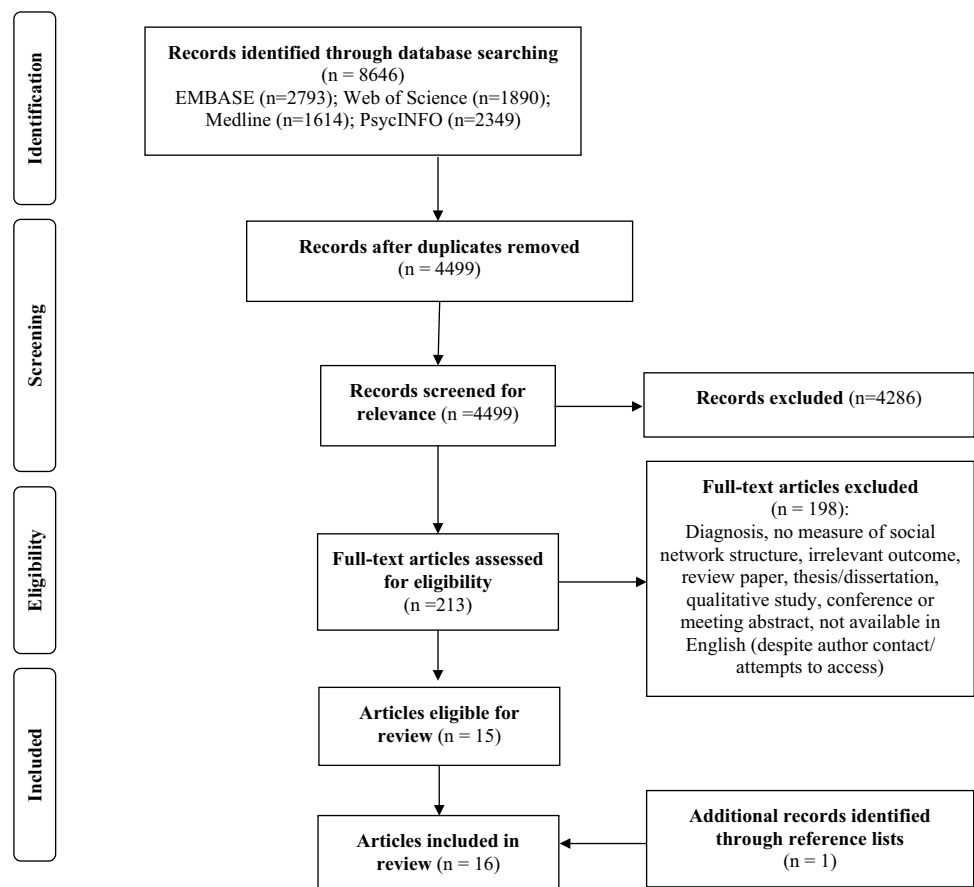 Identification
Records identified through database searching
(n = 8646)
EMBASE (n=2793); Web of Science (n=1890);
Medline (n=1614); PsycINFO (n=2349)
Screening
Records after duplicates removed
(n = 4499)
Records screened for
relevance (n =4499)
Records excluded (n=4286)
Eligibility
Full-text articles assessed
for eligibility
(n =213)
Full-text articles excluded
(n = 198):
Diagnosis, no measure of social
network structure, irrelevant outcome,
review paper, thesis/dissertation,
qualitative study, conference or
meeting abstract, not available in
English (despite author contact/
attempts to access)
Included
Articles eligible for
review (n = 15)
Articles included in
review (n = 16)
Additional records identified
through reference lists
(n = 1)